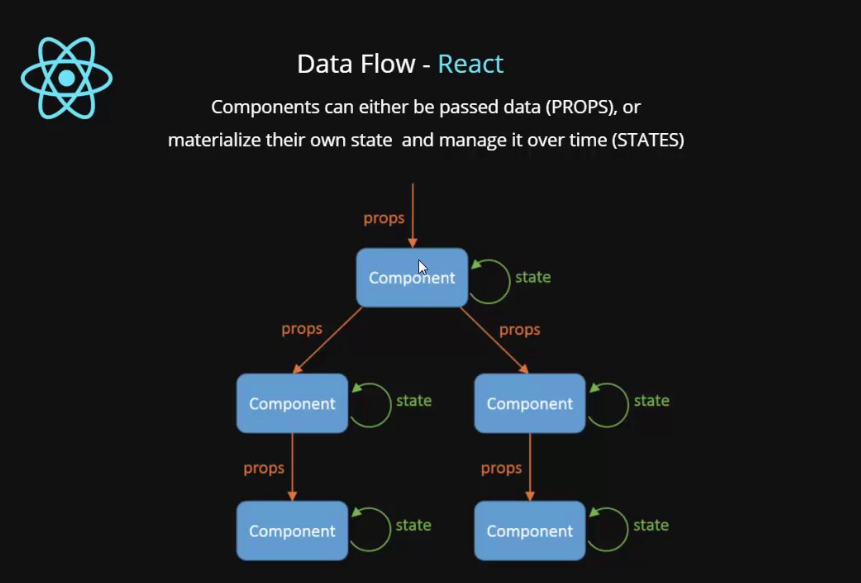 Data Flow - React
Components can either be passed data (PROPS), or
materialize their own state and manage it over time (STATES)
props
Component
state
props
props
Component
state
Component
state
props
props
Component
state
Component
state